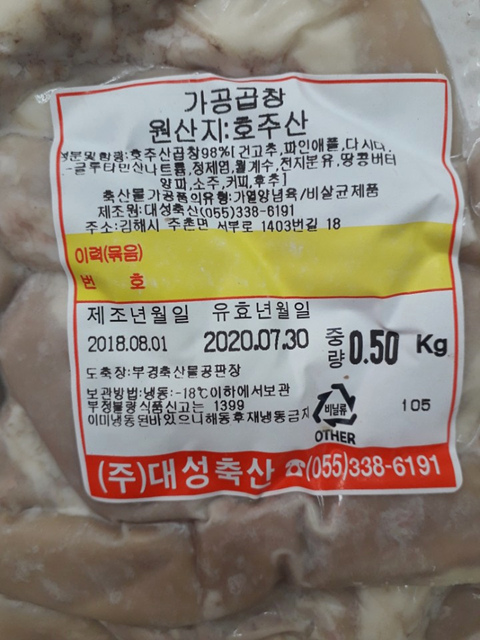 가공곱창
원산지:호주산
성분및함량:호주산곱창98%[건고추,파인애플,다시다,
-글루타민산나트륨,정제염,월계수,전지분유,땅콩버터
양파,소주,커피,후추]
축산물가공품의유형:가열양념육/비살균제품
제조원:대성축산(055)338-6191
주소:김해시 주촌면 서부로 1403번길 18
이력(묶음)
번 호
제조년월일 유효년월일
2018.08.01 2020.07.30 중량 0.50 Kg
도축장:부경축산물공판장
보관방법:냉동:-18℃이하에서보관
부정불량식품신고는 1399
이미냉동된바있으니해동후재냉동금지
비닐류
OTHER
105
(주)대성축산 ☎(055)338-6191